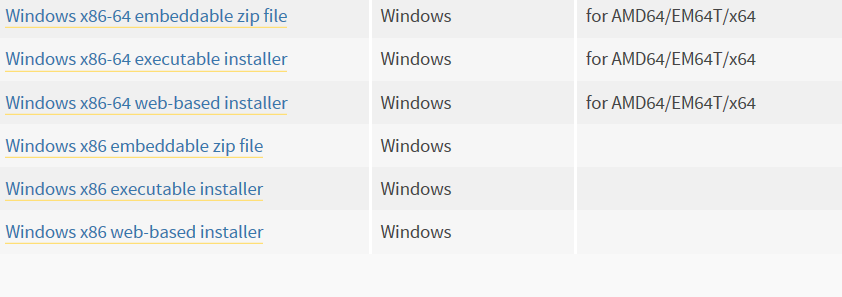 Windows x86-64 embeddable zip file Windows for AMD64/EM64T/x64
Windows x86-64 executable installer Windows for AMD64/EM64T/x64
Windows x86-64 web-based installer Windows for AMD64/EM64T/x64
Windows x86 embeddable zip file Windows
Windows x86 executable installer Windows
Windows x86 web-based installer Windows